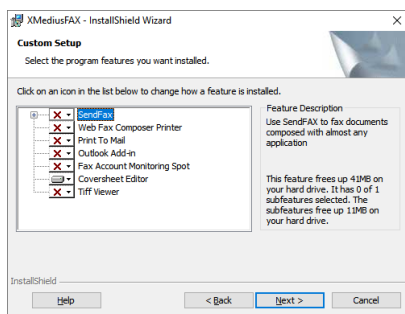 XMediusFAX - InstallShield Wizard
Custom Setup
Select the program features you want installed.
Click on an icon in the list below to change how a feature is installed.
SendFax
Web Fax Composer Printer
Print To Mail
Outlook Add-in
Fax Account Monitoring Spot
Coversheet Editor
Tiff Viewer
Feature Description
Use SendFAX to fax documents
composed with almost any
application
This feature frees up 41MB on
your hard drive. It has 0 of 1
subfeatures selected. The
subfeatures free up 11MB on
your hard drive.
InstallShield
Help
< Back
Next >
Cancel